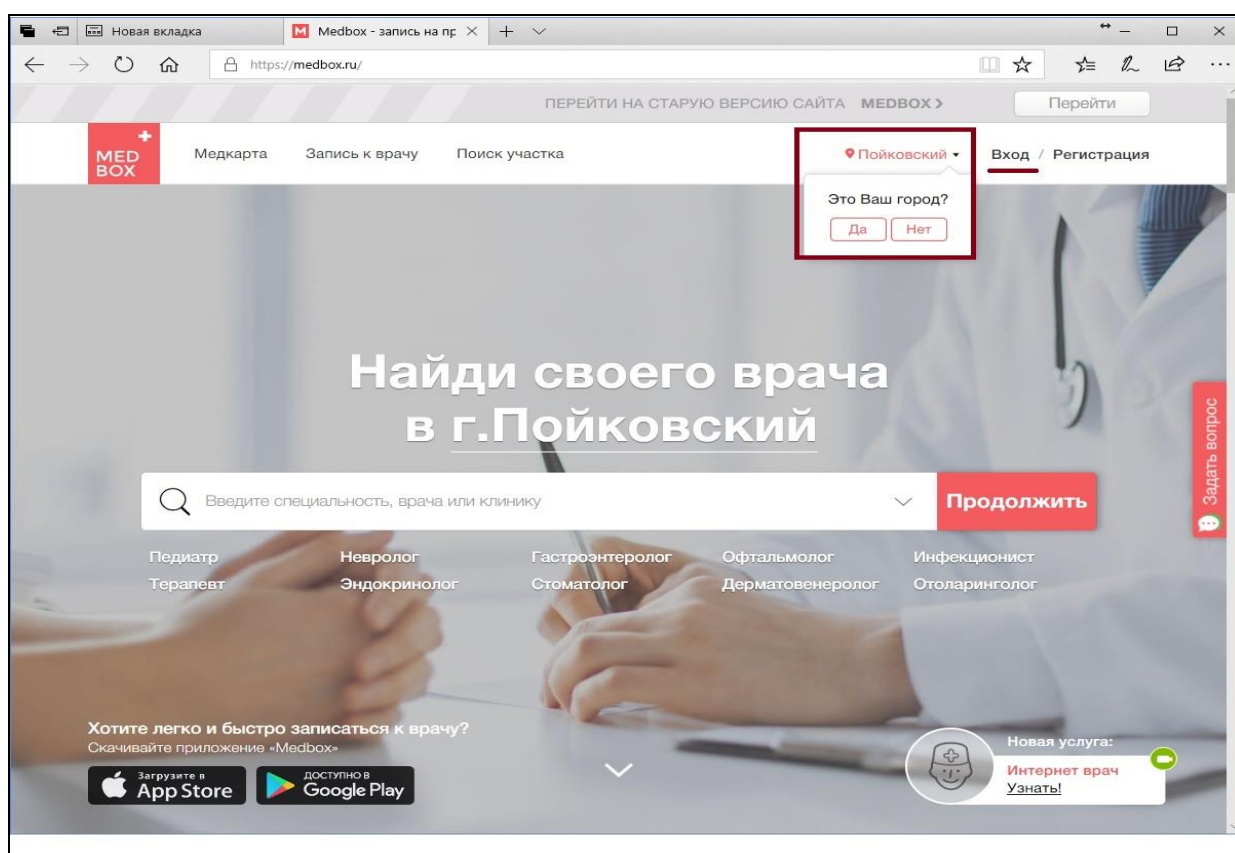 Новая вкладка
Medbox - запись на пр
https://medbox.ru/
ПЕРЕЙТИ НА СТАРУЮ ВЕРСИЮ САЙТА MEDBOX >
Перейти
MED
BOX
Медкарта
Запись к врачу
Поиск участка
Пойковский
Вход / Регистрация
Это Ваш город?
Да
Нет
Найди своего врача
в г.Пойковский
Введите специальность, врача или клинику
Продолжить
Задать вопрос
Педиатр Невролог Гастроэнтеролог Офтальмолог Инфекционист
Терапевт Эндокринолог Стоматолог Дерматовенеролог Отоларинголог
Хотите легко и быстро записаться к врачу?
Скачивайте приложение «Medbox»
Загрузите в
App Store
ДОСТУПНО В
Google Play
Новая услуга:
Интернет врач
Узнать!